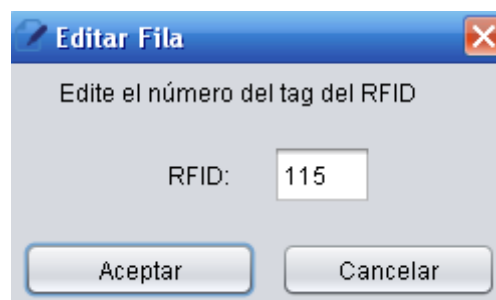 Editar Fila
Edite el número del tag del RFID
RFID: 115
Aceptar Cancelar